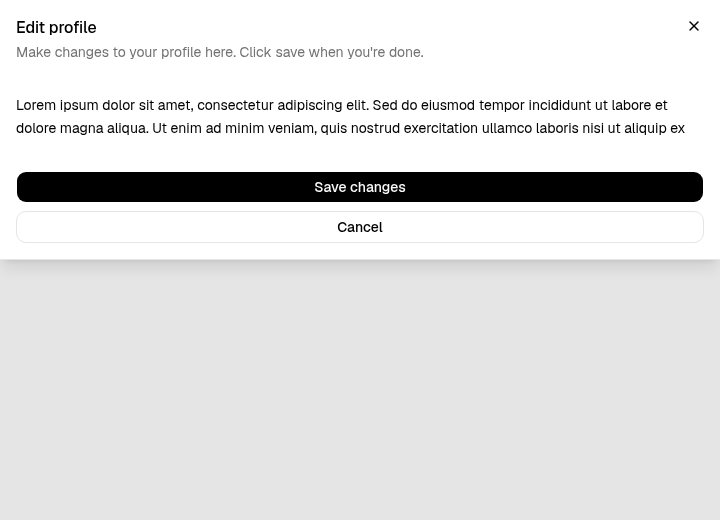 Edit profile
Make changes to your profile here. Click save when you're done.
Lorem ipsum dolor sit amet, consectetur adipiscing elit. Sed do eiusmod tempor incididunt ut labore et
dolore magna aliqua. Ut enim ad minim veniam, quis nostrud exercitation ullamco laboris nisi ut aliquip ex
Save changes
Cancel